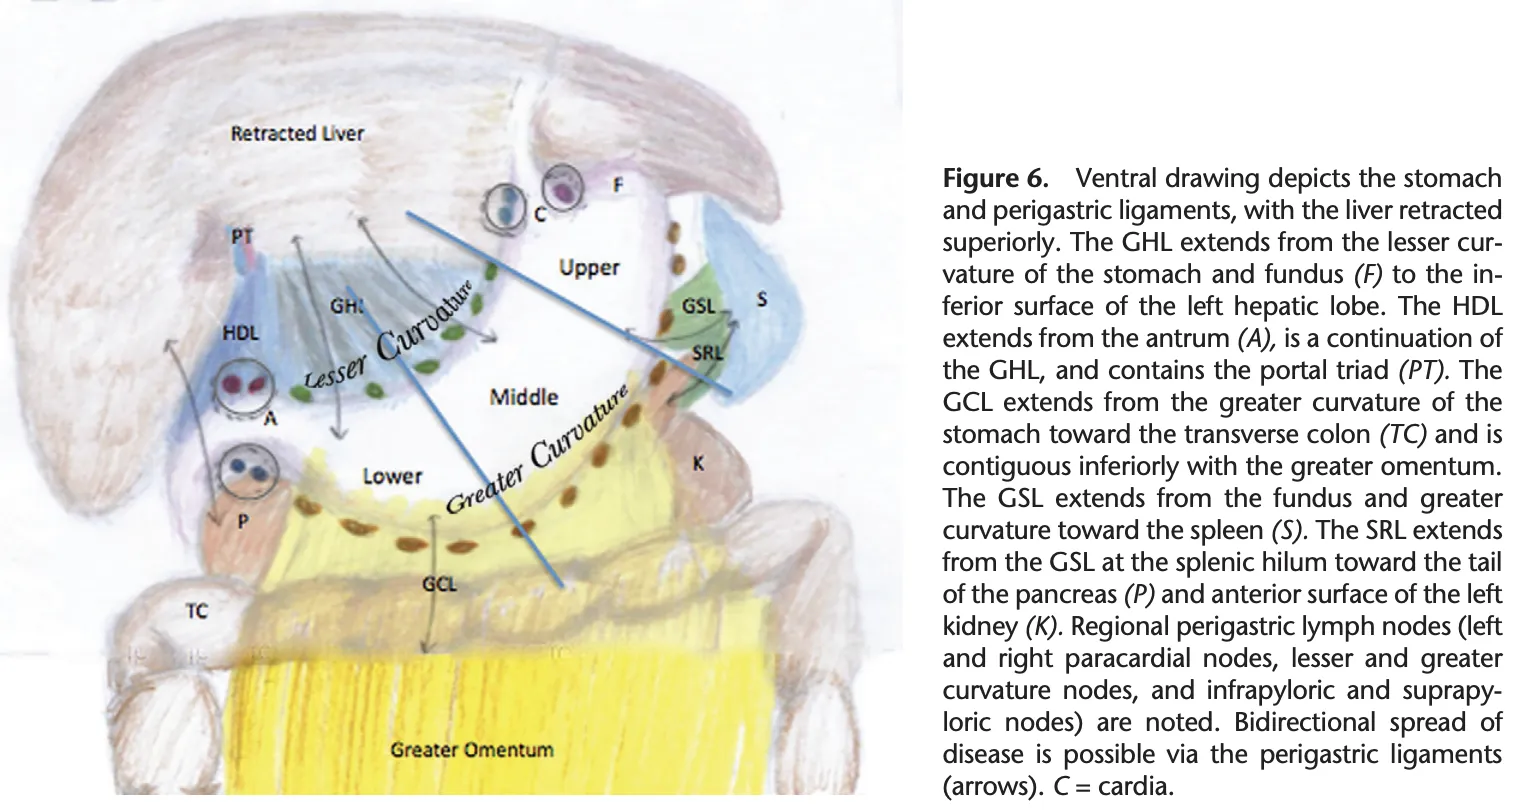 Retracted Liver
F
C
PT
Upper
GHL
GSL
S
HDL
SRL
Lesser Curvature
Middle
A
Greater Curvature
Lower
K
P
GCL
TC
Greater Omentum
Figure 6. Ventral drawing depicts the stomach
and perigastric ligaments, with the liver retracted
superiorly. The GHL extends from the lesser cur-
vature of the stomach and fundus (F) to the in-
ferior surface of the left hepatic lobe. The HDL
extends from the antrum (A), is a continuation of
the GHL, and contains the portal triad (PT). The
GCL extends from the greater curvature of the
stomach toward the transverse colon (TC) and is
contiguous inferiorly with the greater omentum.
The GSL extends from the fundus and greater
curvature toward the spleen (S). The SRL extends
from the GSL at the splenic hilum toward the tail
of the pancreas (P) and anterior surface of the left
kidney (K). Regional perigastric lymph nodes (left
and right paracardial nodes, lesser and greater
curvature nodes, and infrapyloric and suprapy-
loric nodes) are noted. Bidirectional spread of
disease is possible via the perigastric ligaments
(arrows). C = cardia.